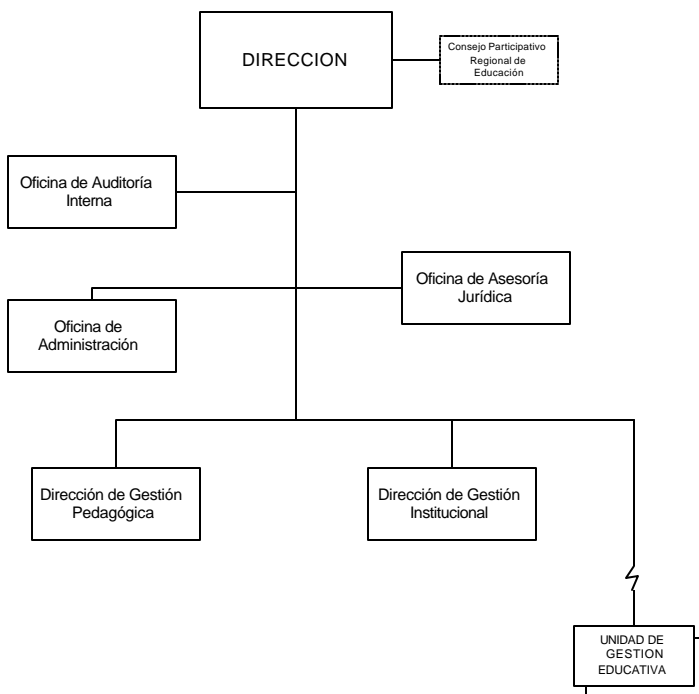 DIRECCION
Consejo Participativo
Regional de
Educación
Oficina de Auditoría
Interna
Oficina de Asesoría
Jurídica
Oficina de
Administración
Dirección de Gestión
Pedagógica
Dirección de Gestión
Institucional
UNIDAD DE
GESTION
EDUCATIVA